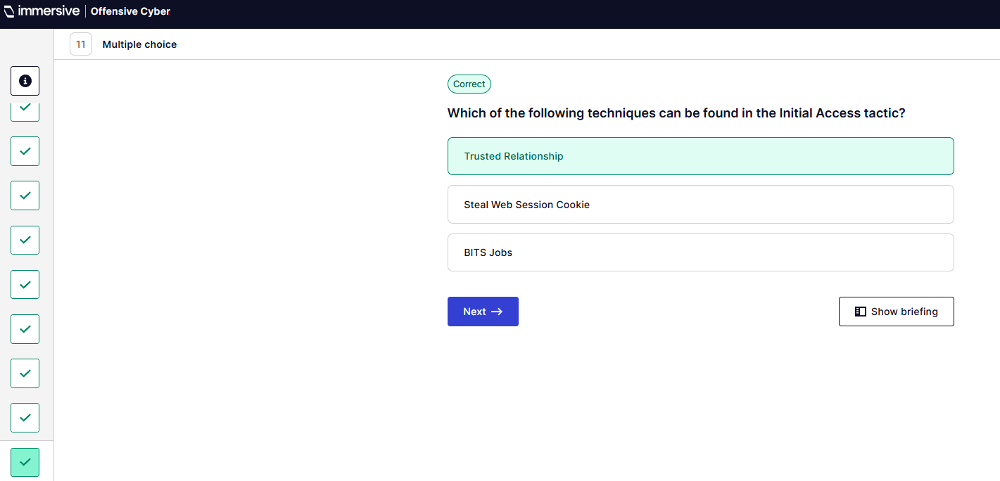 immersive | Offensive Cyber
11 Multiple choice
Correct
Which of the following techniques can be found in the Initial Access tactic?
Trusted Relationship
Steal Web Session Cookie
BITS Jobs
Next →
Show briefing